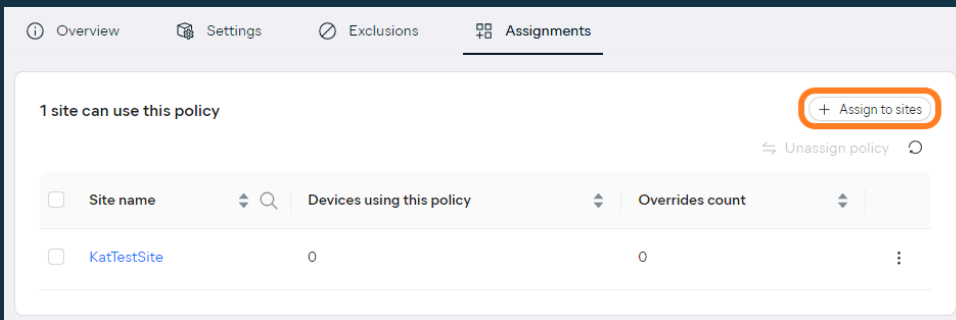 Overview Settings Exclusions Assignments
1 site can use this policy
+ Assign to sites
Unassign policy
Site name Devices using this policy Overrides count
KatTestSite 0 0